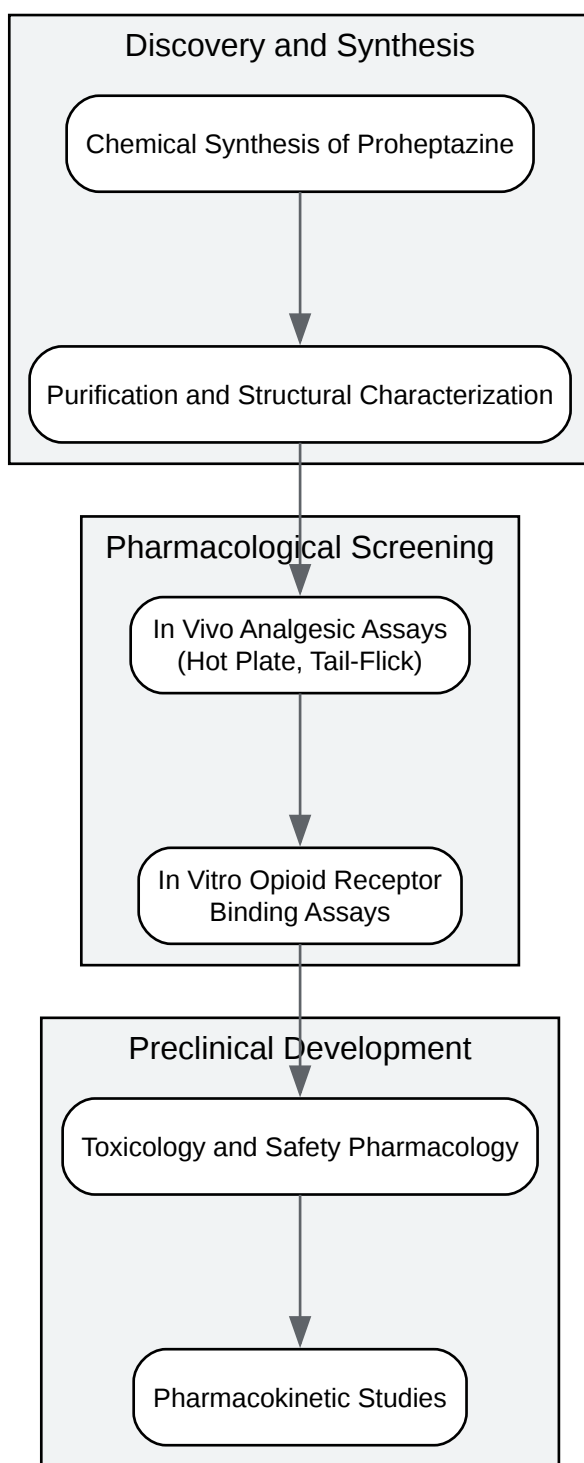 Discovery and Synthesis
Chemical Synthesis of Proheptazine
Purification and Structural Characterization
Pharmacological Screening
In Vivo Analgesic Assays
(Hot Plate, Tail-Flick)
In Vitro Opioid Receptor
Binding Assays
Preclinical Development
Toxicology and Safety Pharmacology
Pharmacokinetic Studies